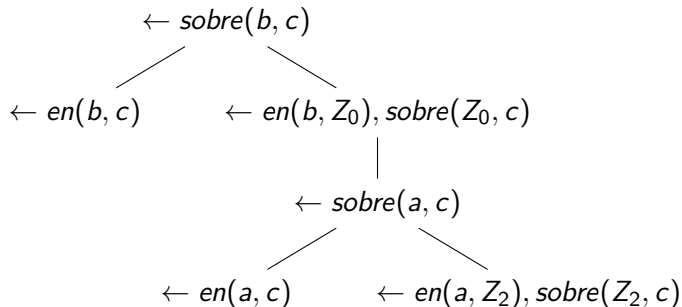 ← sobre(b, c)
← en(b, c) ← en(b, Z₀), sobre(Z₀, c)
← sobre(a, c)
← en(a, c) ← en(a, Z₂), sobre(Z₂, c)